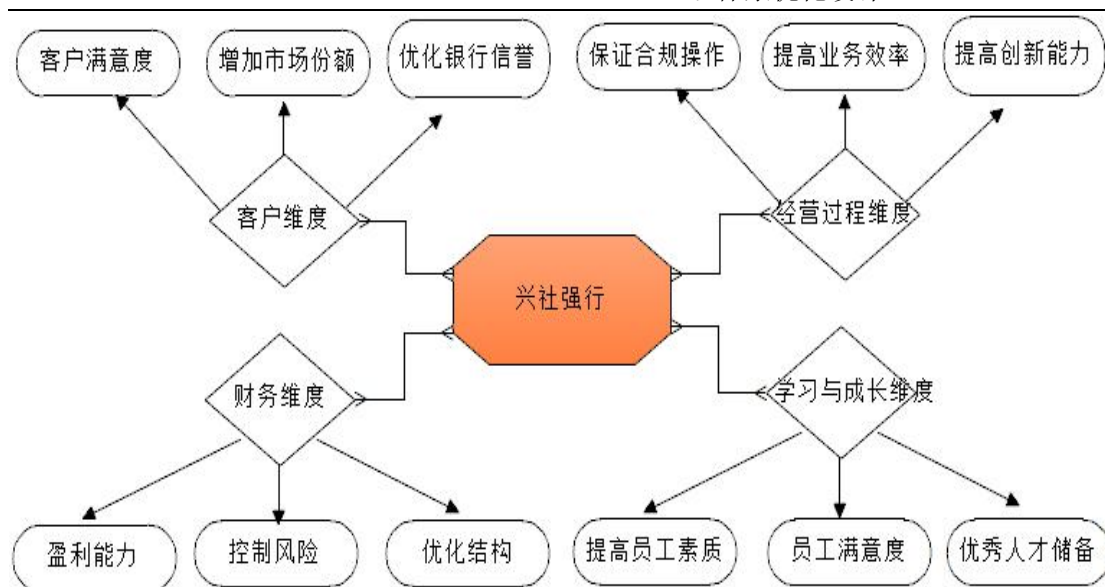 客户满意度
增加市场份额
优化银行信誉
保证合规操作
提高业务效率
提高创新能力
客户维度
经营过程维度
兴社强行
财务维度
学习与成长维度
盈利能力
控制风险
优化结构
提高员工素质
员工满意度
优秀人才储备